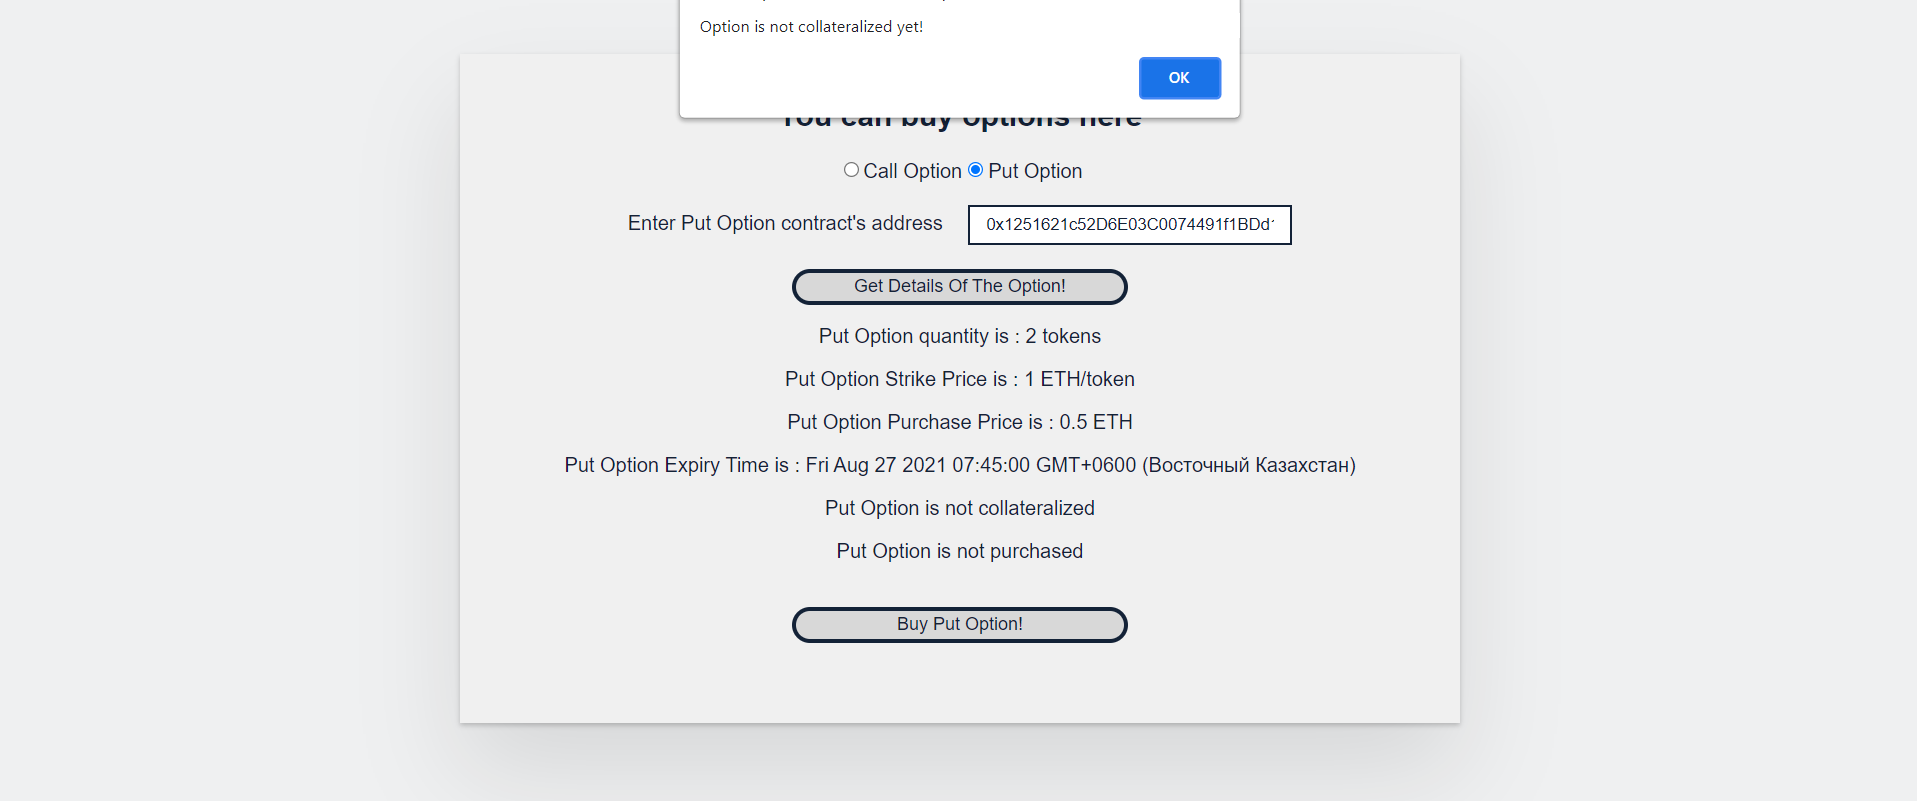 Option is not collateralized yet!
OK
You can buy options here
Call Option Put Option
Enter Put Option contract's address 0x1251621c52D6E03C0074491f1BDd
Get Details Of The Option!
Put Option quantity is : 2 tokens
Put Option Strike Price is : 1 ETH/token
Put Option Purchase Price is : 0.5 ETH
Put Option Expiry Time is : Fri Aug 27 2021 07:45:00 GMT+0600 (Восточный Казахстан)
Put Option is not collateralized
Put Option is not purchased
Buy Put Option!